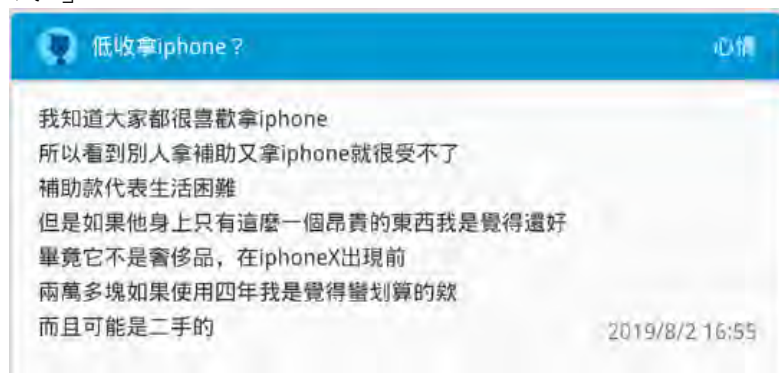 低收拿iphone？
心情
我知道大家都很喜歡拿iphone
所以看到別人拿補助又拿iphone就很受不了
補助款代表生活困難
但是如果他身上只有這麼一個昂貴的東西我是覺得還好
畢竟它不是奢侈品，在iphoneX出現前
兩萬多塊如果使用四年我是覺得蠻划算的欸
而且可能是二手的
2019/8/2 16:55